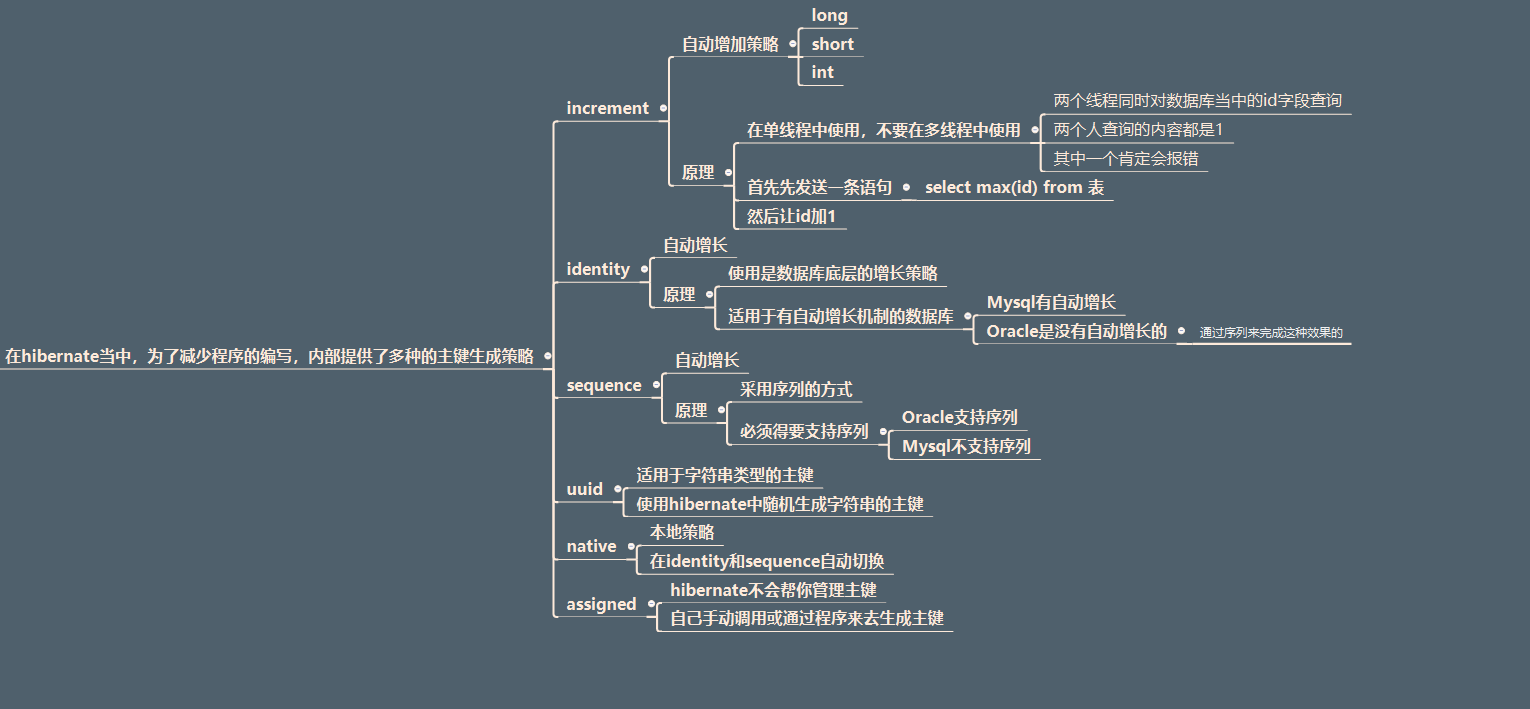 在hibernate当中，为了减少程序的编写，内部提供了多种的主键生成策略
increment
自动增加策略
long
short
int
原理
在单线程中使用，不要在多线程中使用
两个线程同时对数据库当中的id字段查询
两个人查询的内容都是1
其中一个肯定会报错
首先先发送一条语句
select max(id) from 表
然后让id加1
identity
自动增长
原理
使用是数据库底层的增长策略
适用于有自动增长机制的数据库
Mysql有自动增长
Oracle是没有自动增长的
通过序列来完成这种效果的
sequence
自动增长
原理
采用序列的方式
必须得要支持序列
Oracle支持序列
Mysql不支持序列
uuid
适用于字符串类型的主键
使用hibernate中随机生成字符串的主键
native
本地策略
在identity和sequence自动切换
assigned
hibernate不会帮你管理主键
自己手动调用或通过程序来去生成主键